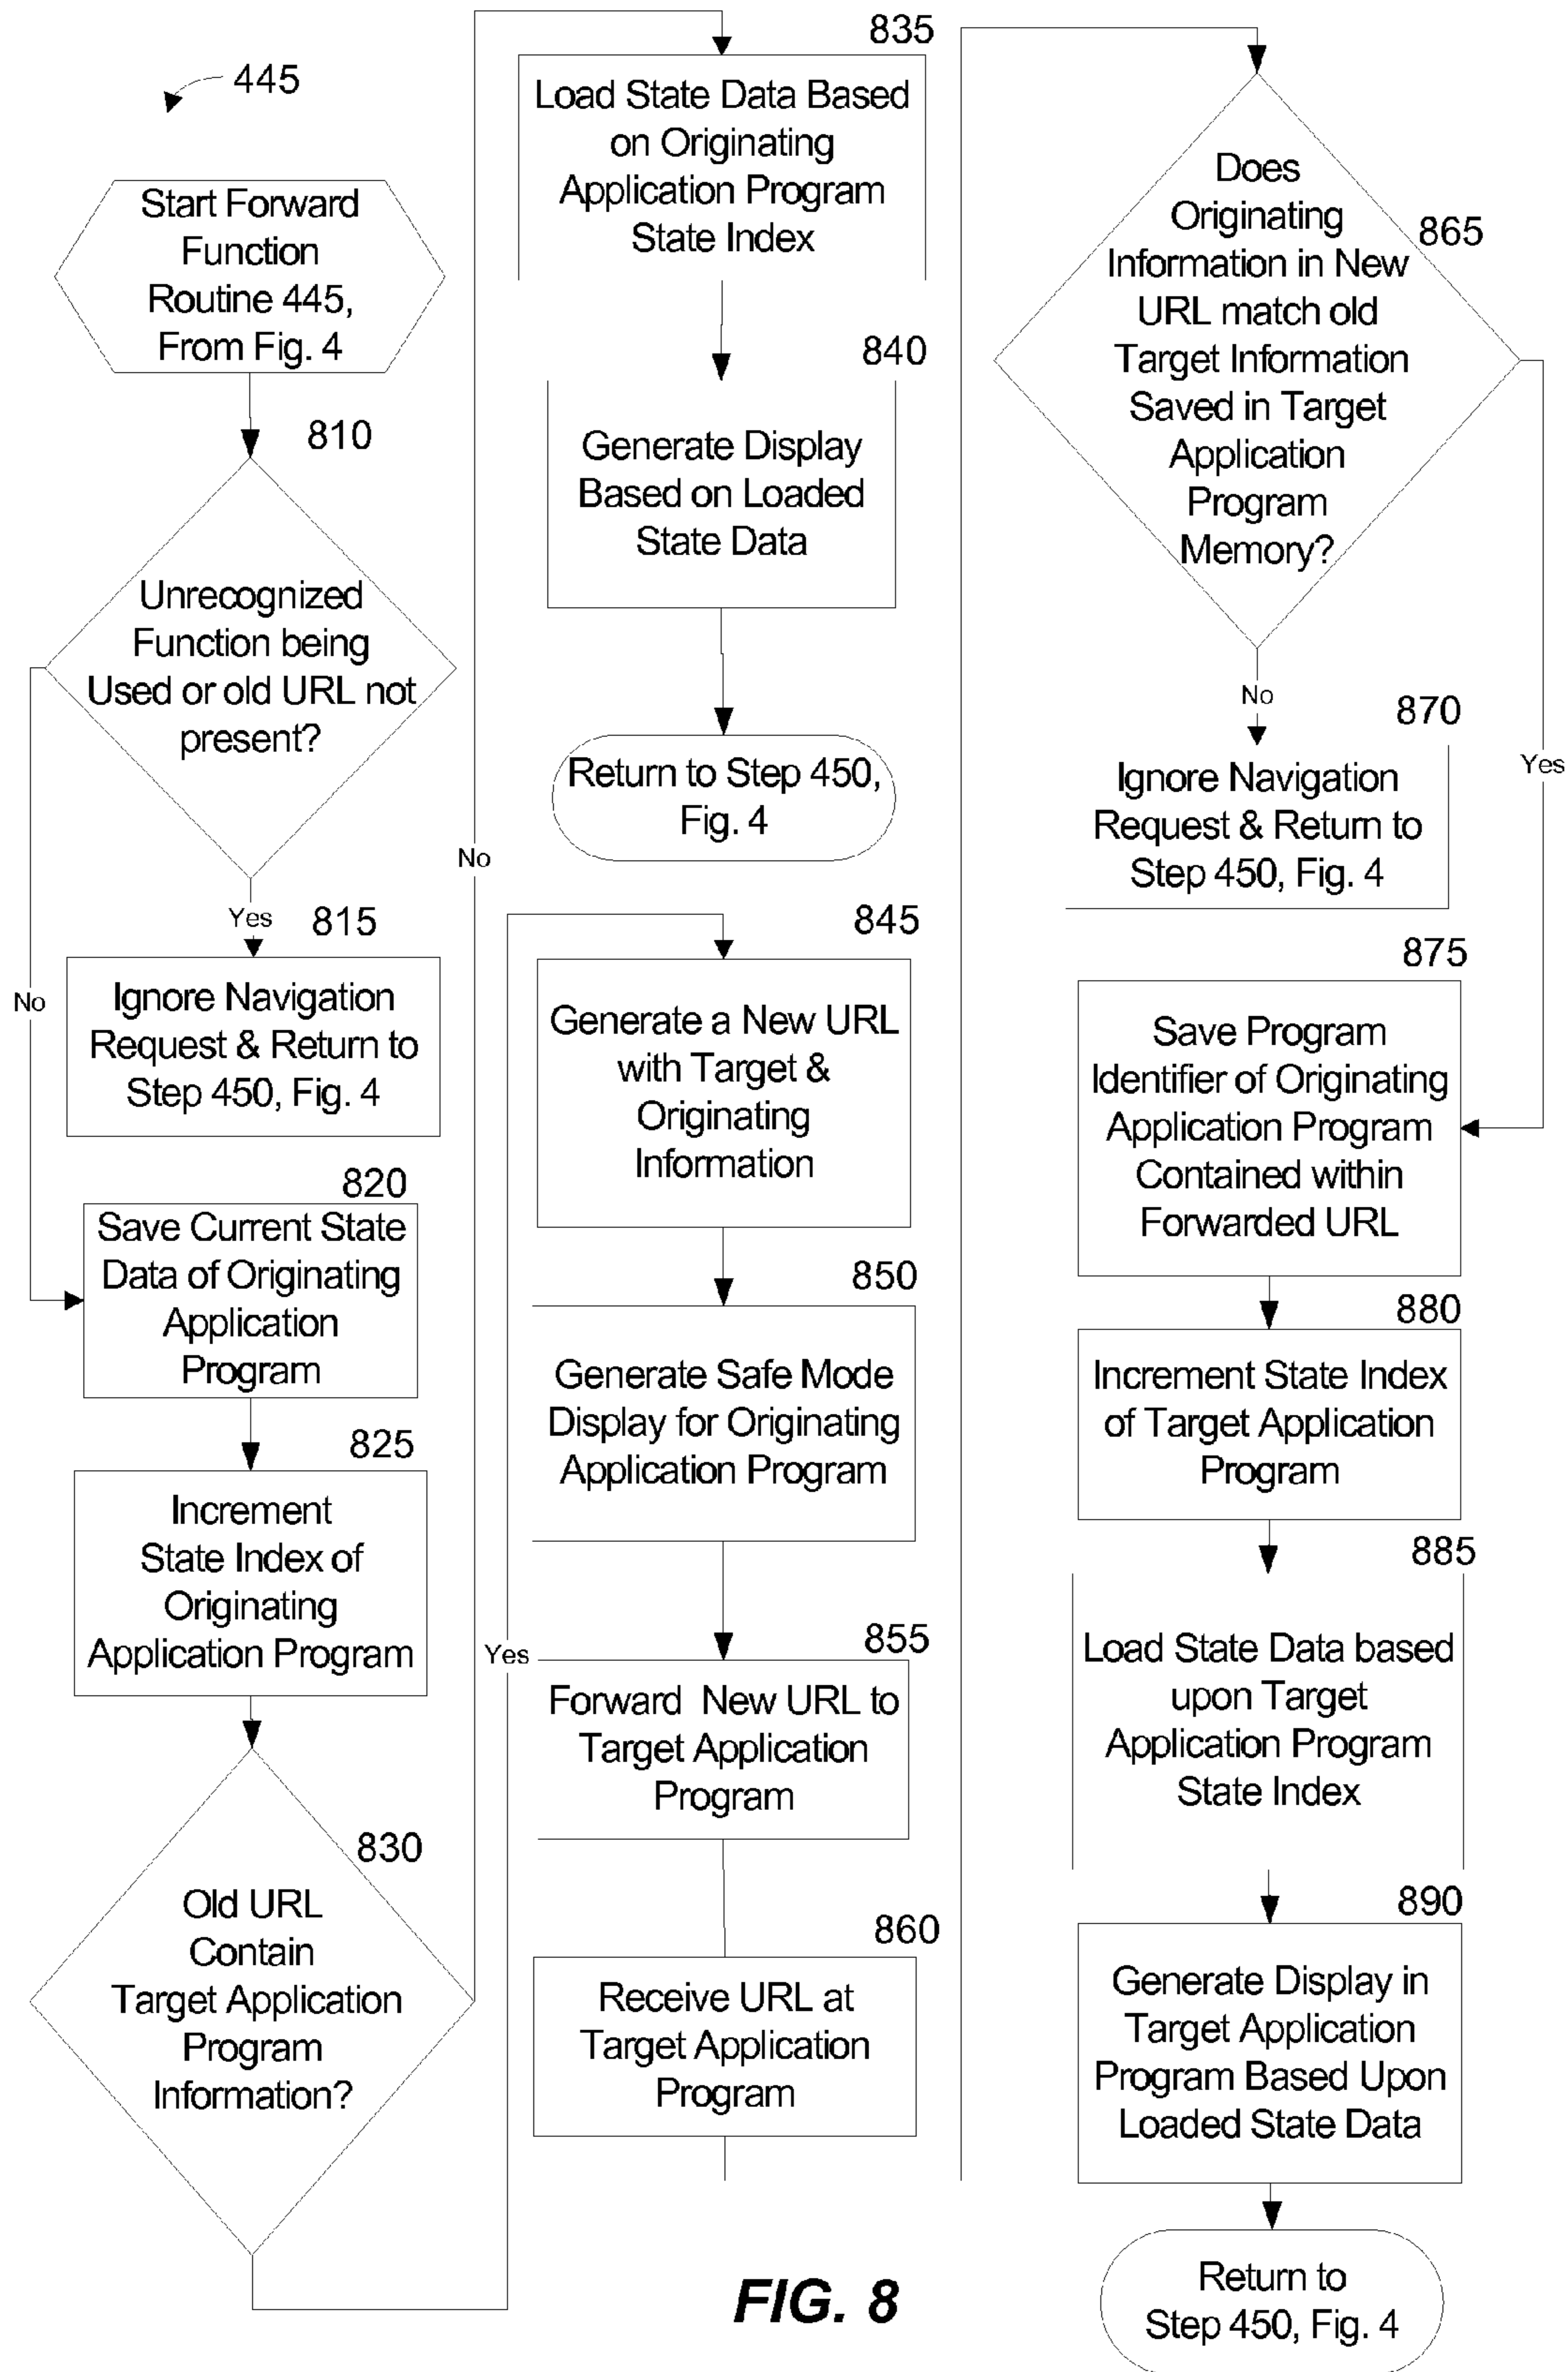 445
Start Forward
Function
Routine 445,
From Fig. 4
810
Unrecognized
Function being
Used or old URL not
present?
Yes
No
815
Ignore Navigation
Request & Return to
Step 450, Fig. 4
820
Save Current State
Data of Originating
Application
Program
825
Increment
State Index of
Originating
Application Program
830
Old URL
Contain
Target Application
Program
Information?
No
Yes
835
Load State Data Based
on Originating
Application Program
State Index
840
Generate Display
Based on Loaded
State Data
Return to Step 450,
Fig. 4
845
Generate a New URL
with Target &
Originating
Information
850
Generate Safe Mode
Display for Originating
Application Program
855
Forward New URL to
Target Application
Program
860
Receive URL at
Target Application
Program
865
Does
Originating
Information in New
URL match old
Target Information
Saved in Target
Application
Program
Memory?
No
Yes
870
Ignore Navigation
Request & Return to
Step 450, Fig. 4
875
Save Program
Identifier of Originating
Application Program
Contained within
Forwarded URL
880
Increment State Index
of Target Application
Program
885
Load State Data based
upon Target
Application Program
State Index
890
Generate Display in
Target Application
Program Based Upon
Loaded State Data
Return to
Step 450, Fig. 4
FIG. 8